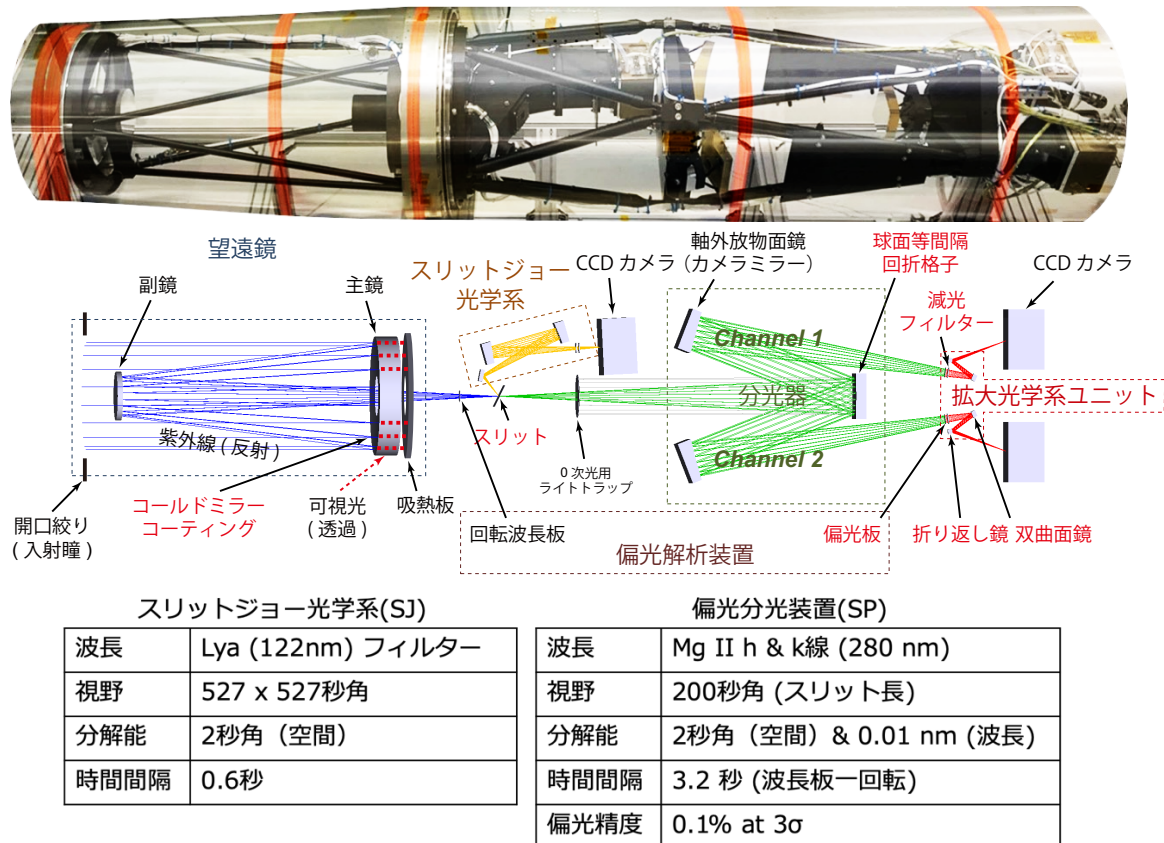 望遠鏡
副鏡
主鏡
スリットジョー
光学系
CCD カメラ
軸外放物面鏡
（カメラミラー）
球面等間隔
回折格子
減光
フィルター
CCD カメラ
Channel 1
分光器
Channel 2
拡大光学系ユニット
紫外線 ( 反射 )
スリット
0 次光用
ライトトラップ
開口絞り
( 入射瞳 )
コールドミラー
コーティング
可視光
( 透過 )
吸熱板
回転波長板
偏光解析装置
偏光板
折り返し鏡
双曲面鏡
スリットジョー光学系(SJ)
波長 Lya (122nm) フィルター
視野 527 x 527秒角
分解能 2秒角（空間）
時間間隔 0.6秒
偏光分光装置(SP)
波長 Mg II h & k線 (280 nm)
視野 200秒角 (スリット長)
分解能 2秒角（空間）& 0.01 nm (波長)
時間間隔 3.2 秒 (波長板一回転)
偏光精度 0.1% at 3σ